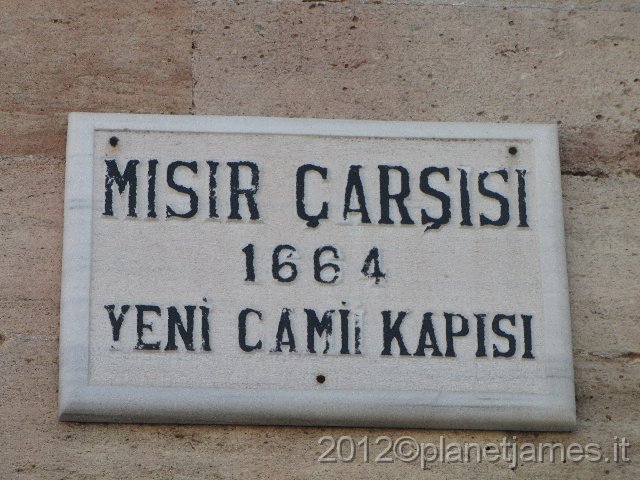 MISIR ÇARŞISI
1664
YENİ CAMİİ KAPISI
2012©planetjames.it